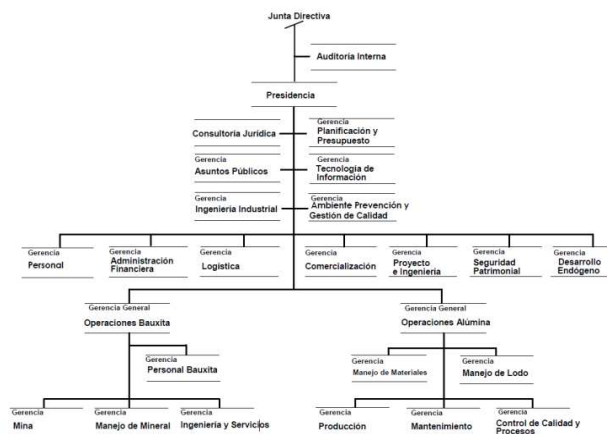 Junta Directiva
Auditoría Interna
Presidencia
Consultoría Jurídica
Gerencia
Planificación y
Presupuesto
Gerencia
Asuntos Públicos
Gerencia
Tecnología de
Información
Gerencia
Ingeniería Industrial
Gerencia
Ambiente Prevención y
Gestión de Calidad
Gerencia
Personal
Gerencia
Administración
Financiera
Gerencia
Logística
Gerencia
Comercialización
Gerencia
Proyecto
e Ingeniería
Gerencia
Seguridad
Patrimonial
Gerencia
Desarrollo
Endógeno
Gerencia General
Operaciones Bauxita
Gerencia General
Operaciones Alúmina
Gerencia
Personal Bauxita
Gerencia
Manejo de Materiales
Gerencia
Manejo de Lodo
Gerencia
Mina
Gerencia
Manejo de Mineral
Gerencia
Ingeniería y Servicios
Gerencia
Producción
Gerencia
Mantenimiento
Gerencia
Control de Calidad y
Procesos